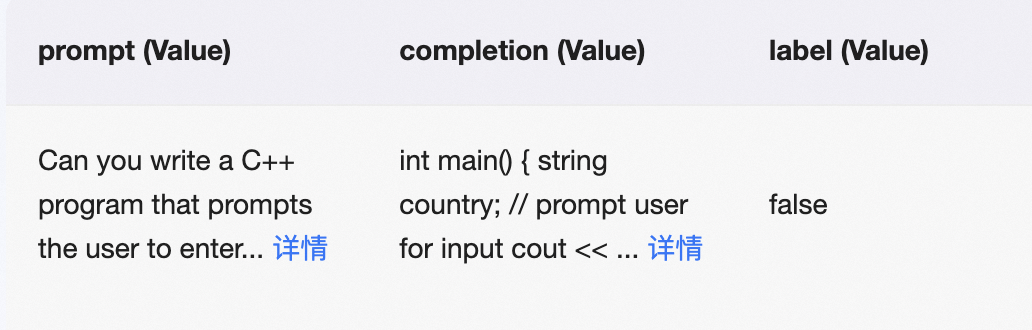 prompt (Value) completion (Value) label (Value)
Can you write a C++ int main() { string
program that prompts country; // prompt user false
the user to enter... 详情 for input cout << ... 详情